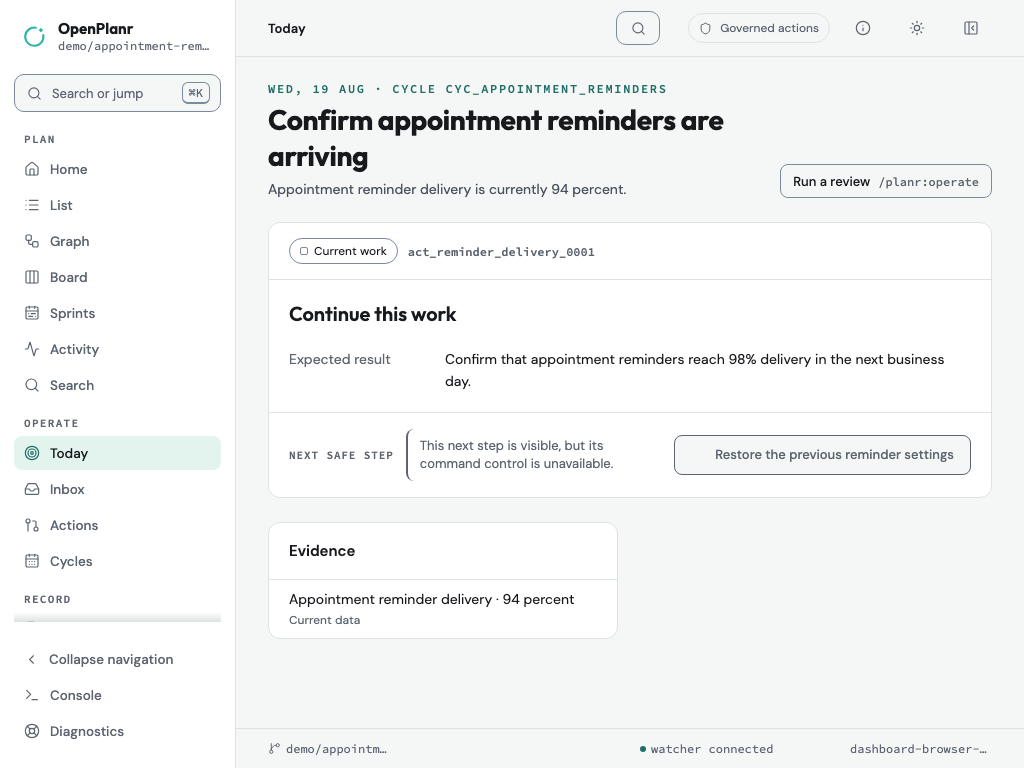 OpenPlanr
demo/appointment-rem…
Search or jump ⌘K
PLAN
Home
List
Graph
Board
Sprints
Activity
Search
OPERATE
Today
Inbox
Actions
Cycles
RECORD
Collapse navigation
Console
Diagnostics
Today
Governed actions
WED, 19 AUG · CYCLE CYC_APPOINTMENT_REMINDERS
Confirm appointment reminders are
arriving
Appointment reminder delivery is currently 94 percent.
Run a review /planr:operate
Current work act_reminder_delivery_0001
Continue this work
Expected result
Confirm that appointment reminders reach 98% delivery in the next business
day.
NEXT SAFE STEP
This next step is visible, but its
command control is unavailable.
Restore the previous reminder settings
Evidence
Appointment reminder delivery · 94 percent
Current data
demo/appointm…
watcher connected
dashboard-browser-…